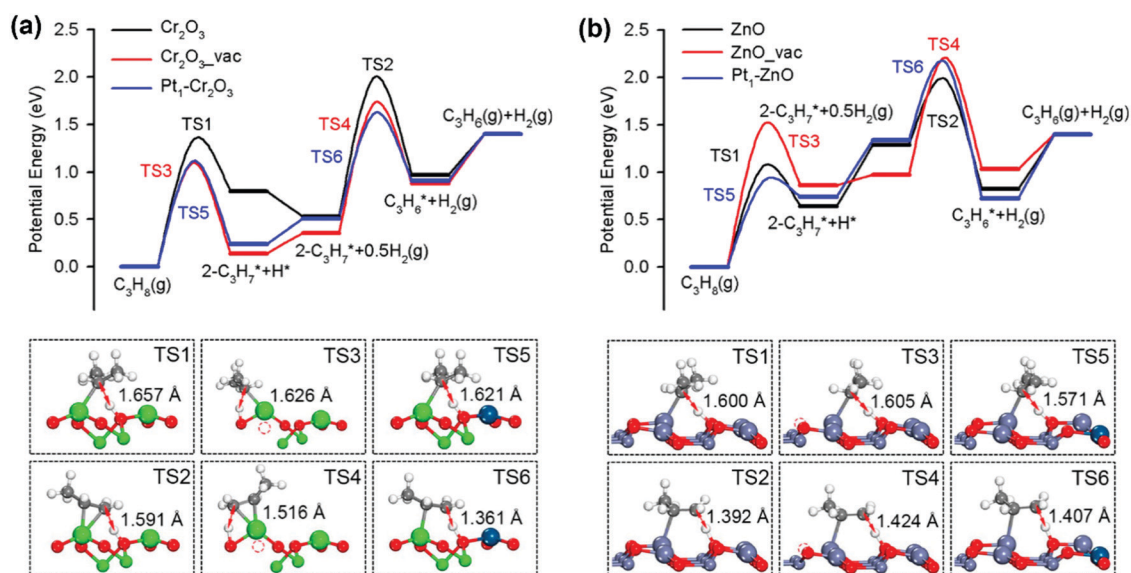 (a)
Potential Energy (eV)
2.5
2.0
1.5
1.0
0.5
0.0
Cr₂O₃
Cr₂O₃_vac
Pt₁-Cr₂O₃
TS1
TS2
TS3
TS4
TS5
TS6
C₃H₈(g)
2-C₃H₇*+H*
2-C₃H₇*+0.5H₂(g)
C₃H₆*+H₂(g)
C₃H₆(g)+H₂(g)
TS1
1.657 Å
TS3
1.626 Å
TS5
1.621 Å
TS2
1.591 Å
TS4
1.516 Å
TS6
1.361 Å
(b)
Potential Energy (eV)
2.5
2.0
1.5
1.0
0.5
0.0
ZnO
ZnO_vac
Pt₁-ZnO
TS4
TS6
2-C₃H₇*+0.5H₂(g)
C₃H₆(g)+H₂(g)
TS1
TS3
TS2
TS5
2-C₃H₇*+H*
C₃H₆*+H₂(g)
C₃H₈(g)
TS1
1.600 Å
TS3
1.605 Å
TS5
1.571 Å
TS2
1.392 Å
TS4
1.424 Å
TS6
1.407 Å